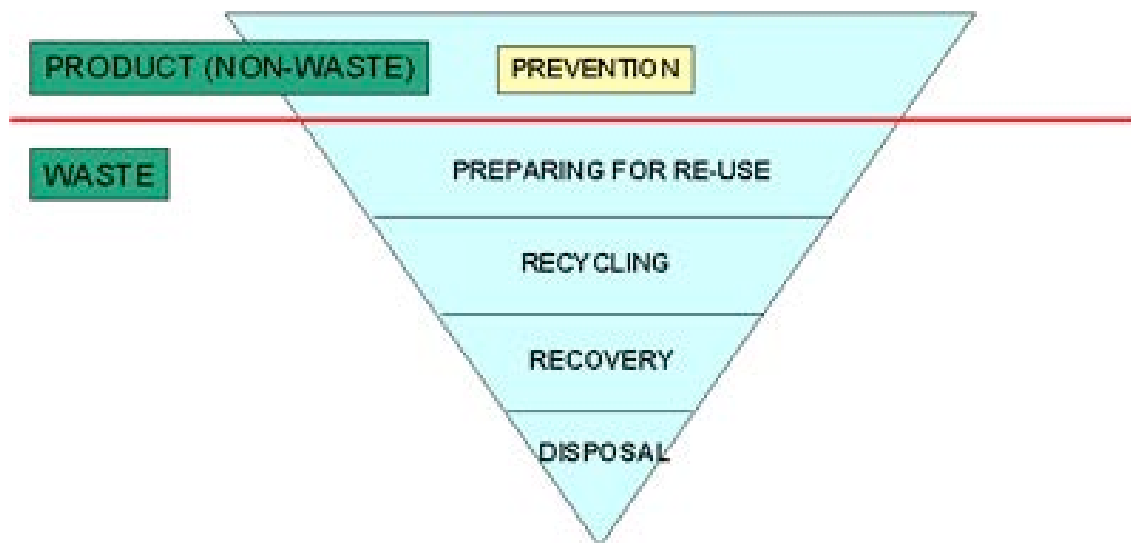 PRODUCT (NON-WASTE)
PREVENTION
WASTE
PREPARING FOR RE-USE
RECYCLING
RECOVERY
DISPOSAL